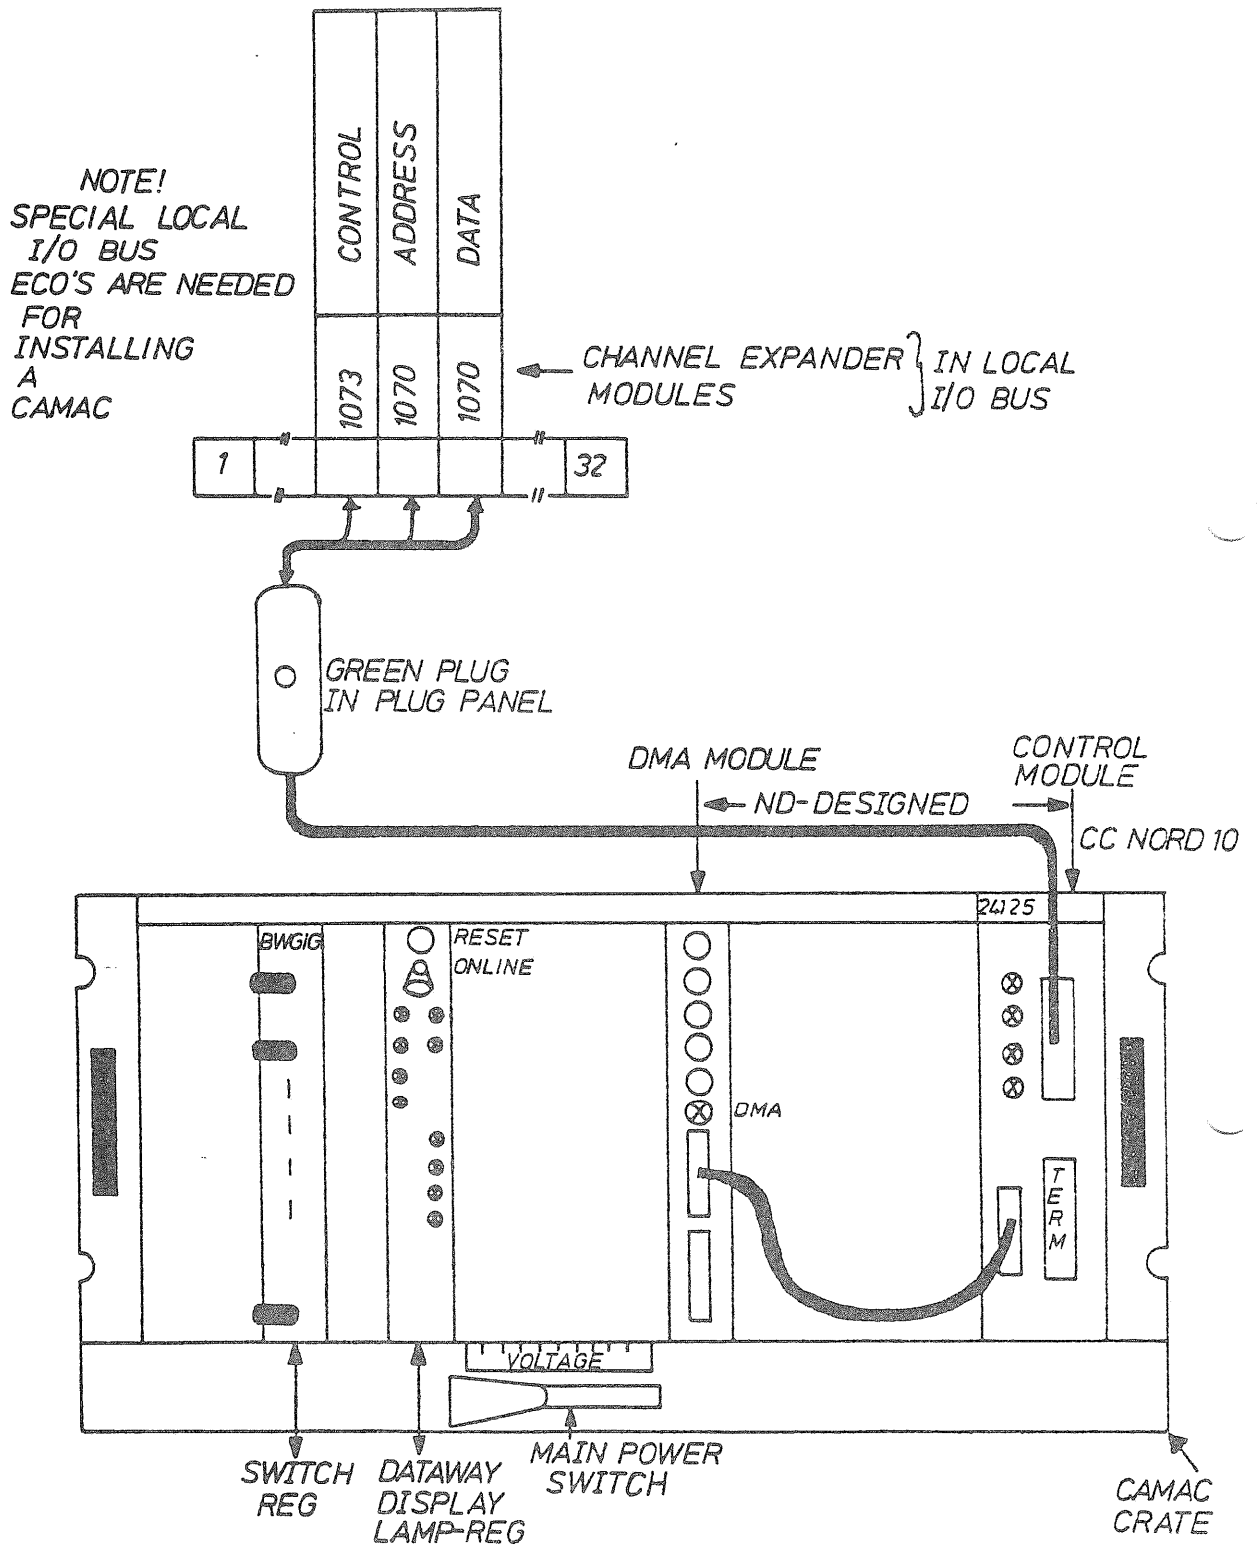 NOTE!
SPECIAL LOCAL
I/O BUS
ECO'S ARE NEEDED
FOR
INSTALLING
A
CAMAC
CONTROL
ADDRESS
DATA
1073
1070
1070
CHANNEL EXPANDER
MODULES
IN LOCAL
I/O BUS
1
32
GREEN PLUG
IN PLUG PANEL
DMA MODULE
CONTROL
MODULE
ND-DESIGNED
CC NORD 10
24125
BWGiG
RESET
ONLINE
DMA
TERM
VOLTAGE
SWITCH
REG
DATAWAY
DISPLAY
LAMP-REG
MAIN POWER
SWITCH
CAMAC
CRATE